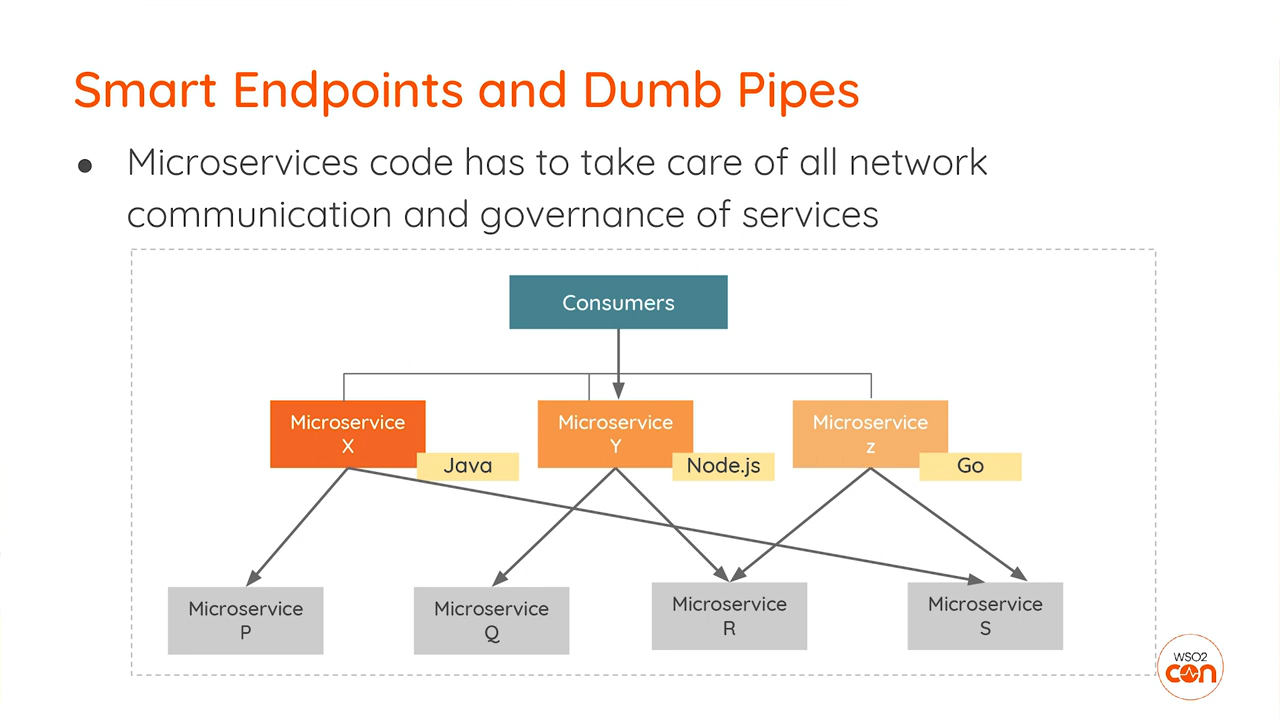 Smart Endpoints and Dumb Pipes
● Microservices code has to take care of all network
communication and governance of services
Consumers
Microservice
X
Java
Microservice
Y
Node.js
Microservice
z
Go
Microservice
P
Microservice
Q
Microservice
R
Microservice
S
WSO2
con